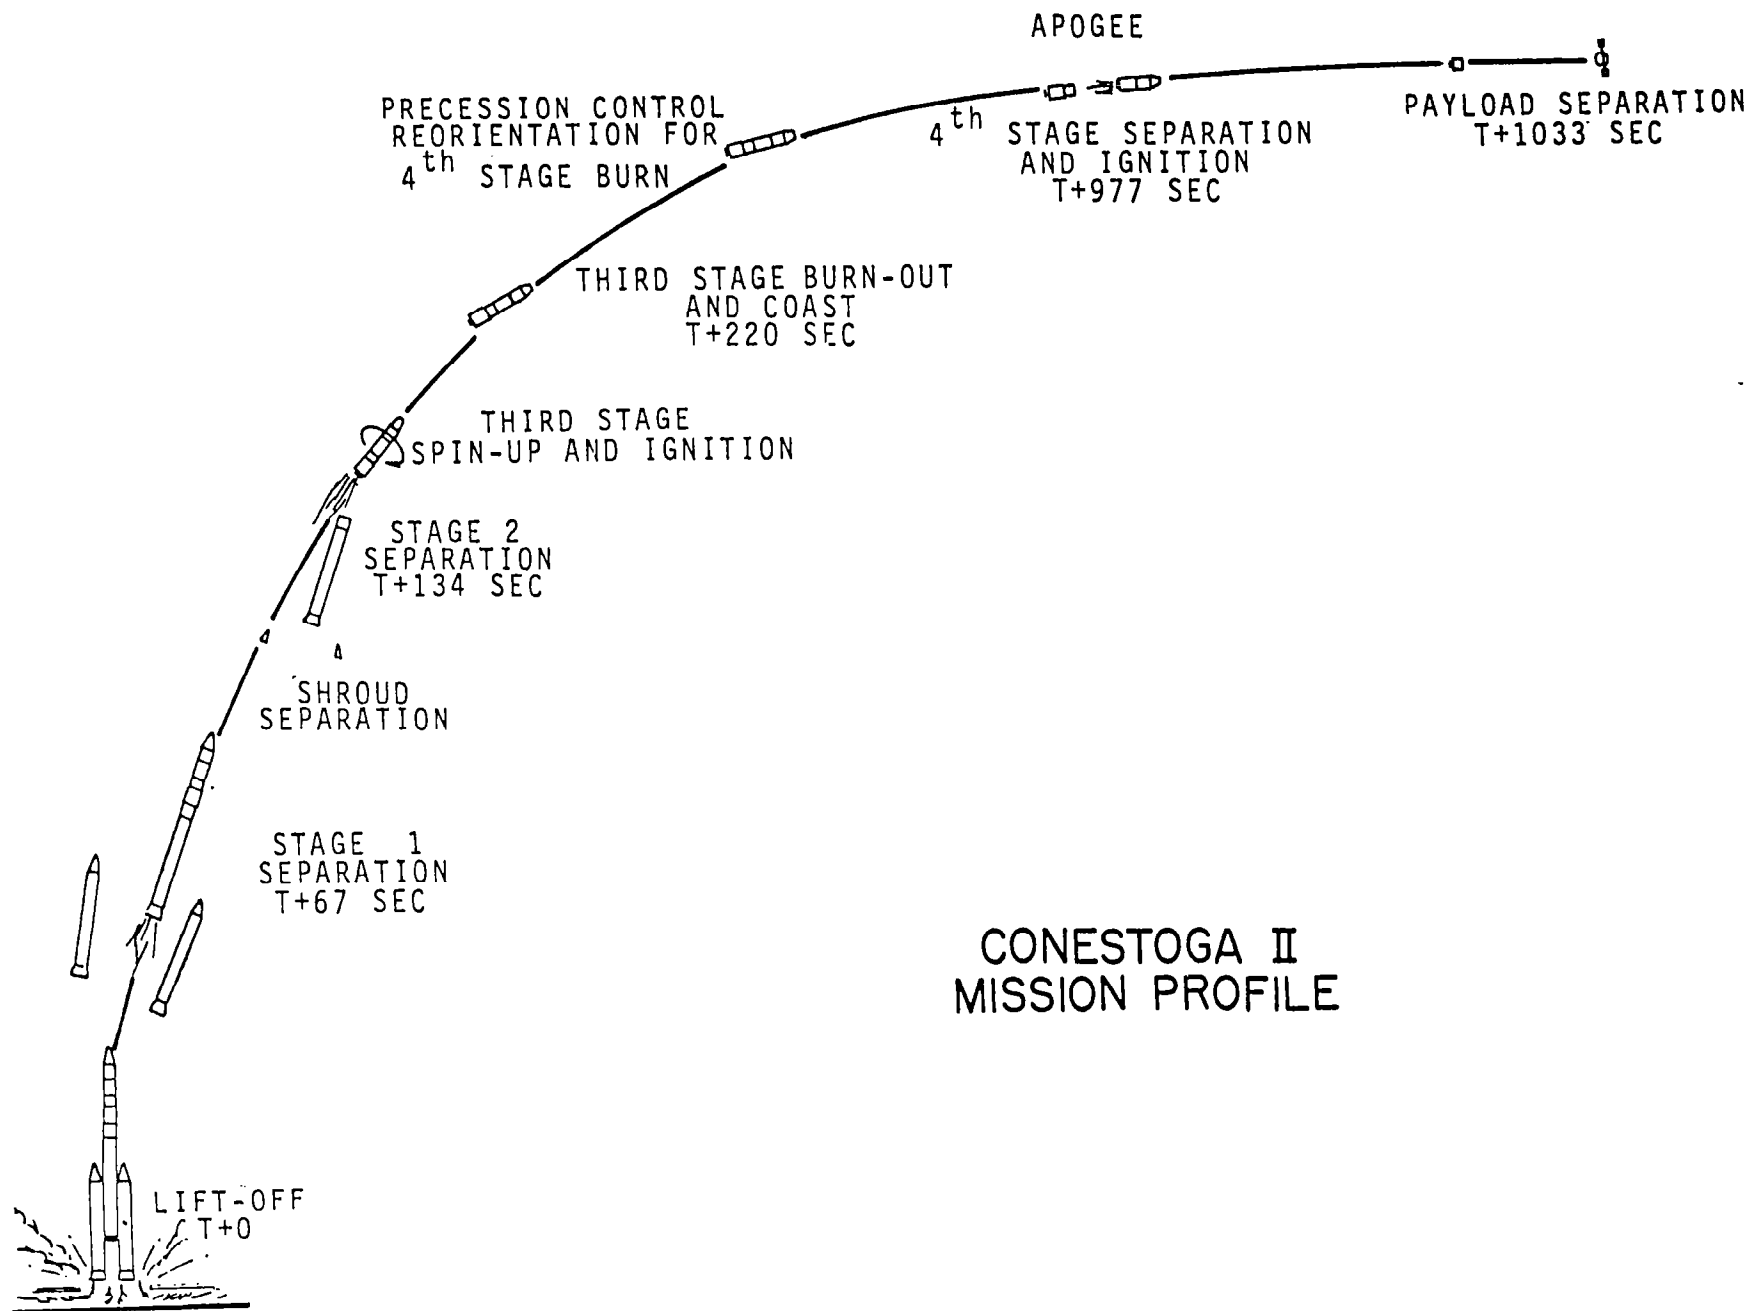 APOGEE
PRECESSION CONTROL
REORIENTATION FOR
4th STAGE BURN
4th STAGE SEPARATION
AND IGNITION
T+977 SEC
PAYLOAD SEPARATION
T+1033 SEC
THIRD STAGE BURN-OUT
AND COAST
T+220 SEC
THIRD STAGE
SPIN-UP AND IGNITION
STAGE 2
SEPARATION
T+134 SEC
SHROUD
SEPARATION
STAGE 1
SEPARATION
T+67 SEC
CONESTOGA II
MISSION PROFILE
LIFT-OFF
T+0